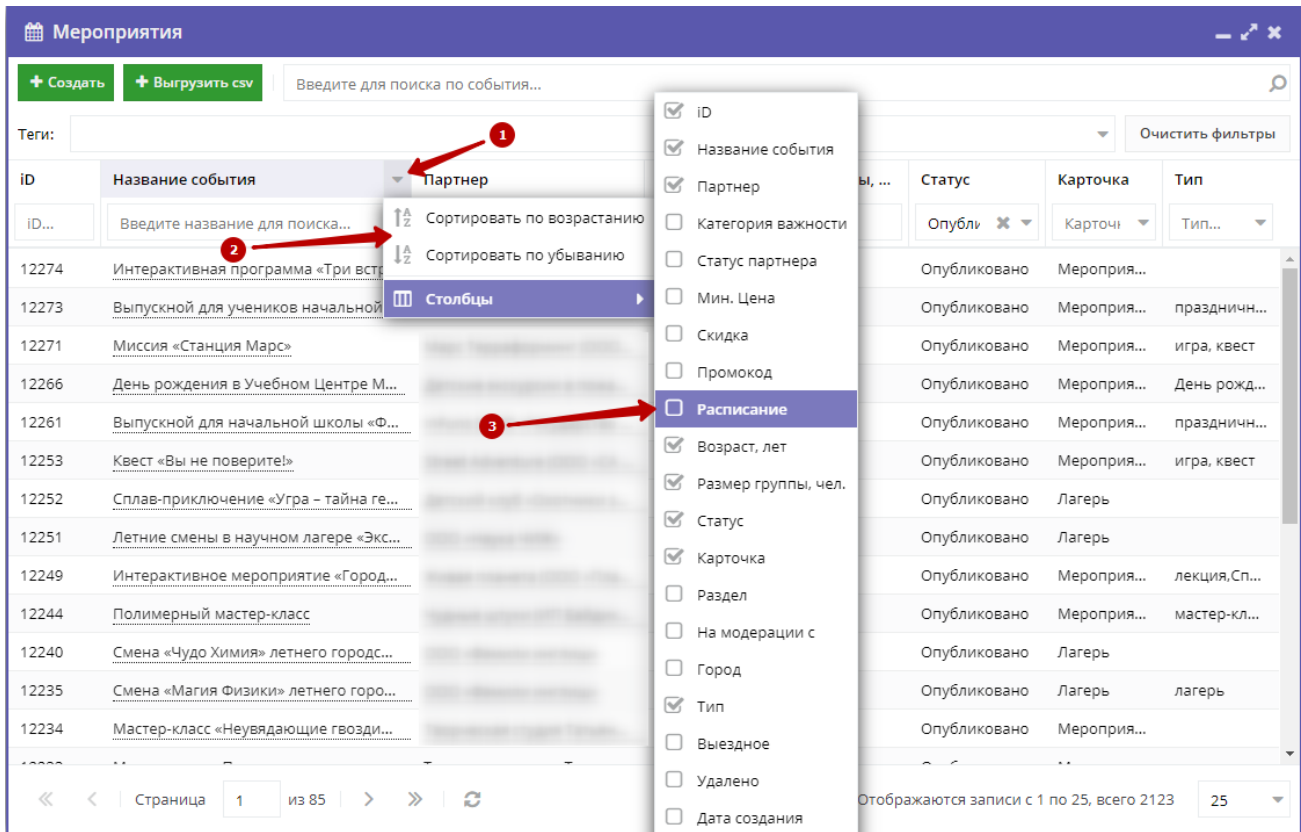 Мероприятия
Создать
Выгрузить csv
Введите для поиска по события...
Теги:
Очистить фильтры
iD
Название события
Партнер
ы, ...
Статус
Карточка
Тип
iD...
Введите название для поиска...
Опубли
Карточ
Тип...
1
2
3
Сортировать по возрастанию
Сортировать по убыванию
Столбцы
iD
Название события
Партнер
Категория важности
Статус партнера
Мин. Цена
Скидка
Промокод
Расписание
Возраст, лет
Размер группы, чел.
Статус
Карточка
Раздел
На модерации с
Город
Тип
Выездное
Удалено
Дата создания
12274 Интерактивная программа «Три встр Опубликовано Мероприя...
12273 Выпускной для учеников начальной Опубликовано Мероприя... праздничн...
12271 Миссия «Станция Марс» Опубликовано Мероприя... игра, квест
12266 День рождения в Учебном Центре М... Опубликовано Мероприя... День рожд...
12261 Выпускной для начальной школы «Ф... Опубликовано Мероприя... праздничн...
12253 Квест «Вы не поверите!» Опубликовано Мероприя... игра, квест
12252 Сплав-приключение «Угра – тайна ге... Опубликовано Лагерь
12251 Летние смены в научном лагере «Экс... Опубликовано Лагерь
12249 Интерактивное мероприятие «Город... Опубликовано Мероприя... лекция,Сп...
12244 Полимерный мастер-класс Опубликовано Мероприя... мастер-кл...
12240 Смена «Чудо Химия» летнего городс... Опубликовано Лагерь
12235 Смена «Магия Физики» летнего горо... Опубликовано Лагерь лагерь
12234 Мастер-класс «Неувядающие гвозди... Опубликовано Мероприя...
Страница 1 из 85
Отображаются записи с 1 по 25, всего 2123
25